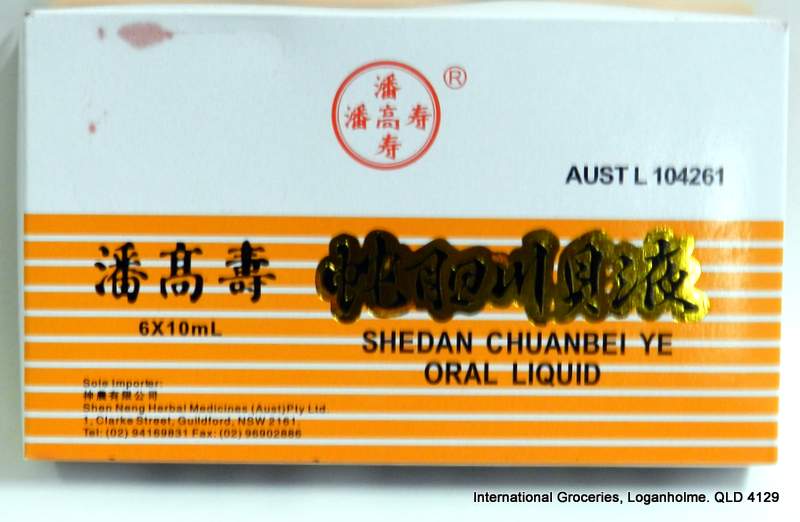 潘
潘高寿
寿
®
AUST L 104261
潘高壽
蛇胆川貝液
6X10mL
SHEDAN CHUANBEI YE
ORAL LIQUID
Sole Importer:
神農有限公司
Shen Neng Herbal Medicines (Aust)Pty Ltd.
1, Clarke Street, Guildford, NSW 2161.
Tel: (02) 94169831 Fax: (02) 96902886
International Groceries, Loganholme. QLD 4129